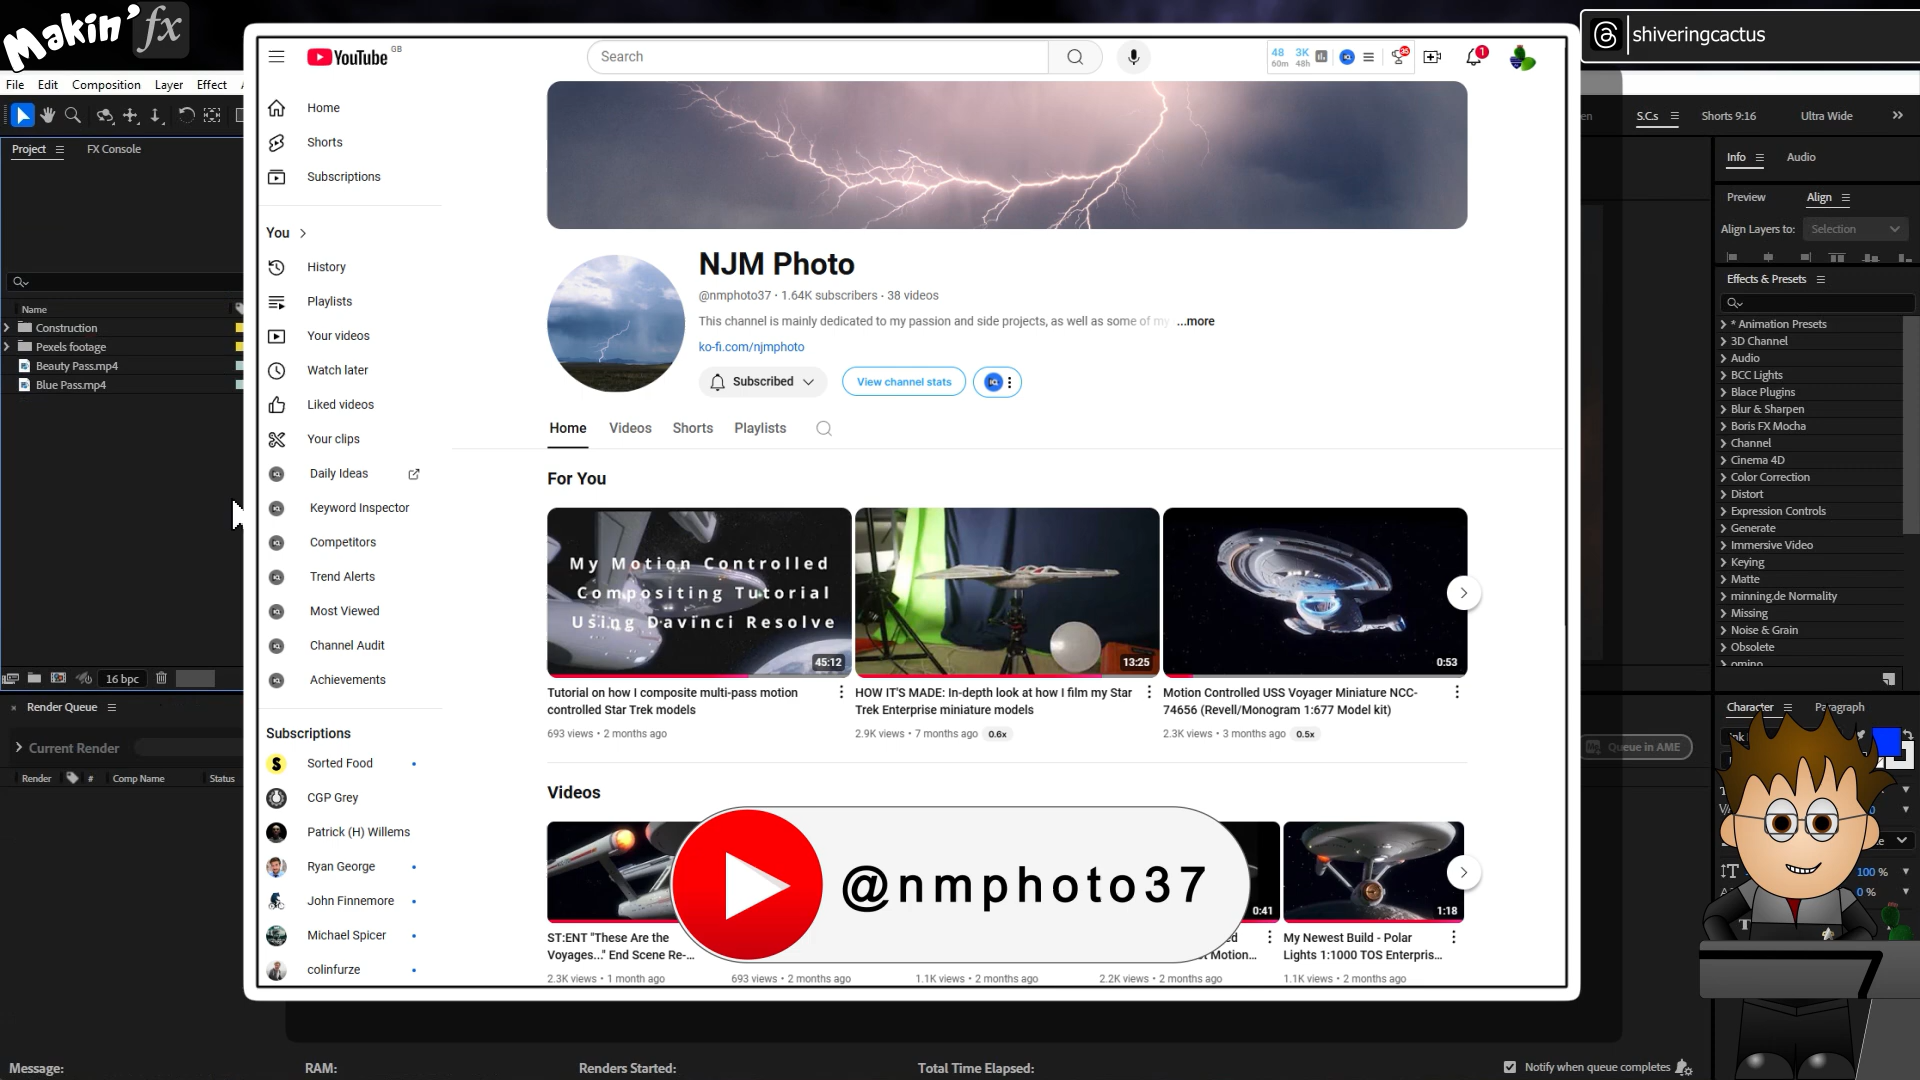 Makin' fx
shiveringcactus
File Edit Composition Layer Effect
Project
FX Console
Name
Construction
Pexels footage
Beauty Pass.mp4
Blue Pass.mp4
16 bpc
Render Queue
Current Render
Render # Comp Name Status
YouTube GB
Search
48 60m 3K 48h
1
Home
Shorts
Subscriptions
You
History
Playlists
Your videos
Watch later
Liked videos
Your clips
Daily Ideas
Keyword Inspector
Competitors
Trend Alerts
Most Viewed
Channel Audit
Achievements
Subscriptions
Sorted Food
CGP Grey
Patrick (H) Willems
Ryan George
John Finnemore
Michael Spicer
colinfurze
NJM Photo
@nmphoto37 • 1.64K subscribers • 38 videos
This channel is mainly dedicated to my passion and side projects, as well as some of my ...more
ko-fi.com/njmphoto
Subscribed
View channel stats
Home Videos Shorts Playlists
For You
My Motion Controlled
Compositing Tutorial
Using Davinci Resolve
45:12
13:25
0:53
Tutorial on how I composite multi-pass motion
controlled Star Trek models
693 views • 2 months ago
HOW IT'S MADE: In-depth look at how I film my Star
Trek Enterprise miniature models
2.9K views • 7 months ago 0.6x
Motion Controlled USS Voyager Miniature NCC-
74656 (Revell/Monogram 1:677 Model kit)
2.3K views • 3 months ago 0.5x
Videos
@nmphoto37
0:41
1:18
ST:ENT "These Are the
Voyages..." End Scene Re-...
2.3K views • 1 month ago
693 views • 2 months ago
1.1K views • 2 months ago
Motion...
2.2K views • 2 months ago
My Newest Build - Polar
Lights 1:1000 TOS Enterpris...
1.1K views • 2 months ago
S.C.s Shorts 9:16 Ultra Wide
Info Audio
Preview Align
Align Layers to: Selection
Effects & Presets
* Animation Presets
3D Channel
Audio
BCC Lights
Blace Plugins
Blur & Sharpen
Boris FX Mocha
Channel
Cinema 4D
Color Correction
Distort
Expression Controls
Generate
Immersive Video
Keying
Matte
minning.de Normality
Missing
Noise & Grain
Obsolete
omino
Character Paragraph
Queue in AME
100 %
0 %
Message:
RAM:
Renders Started:
Total Time Elapsed:
Notify when queue completes